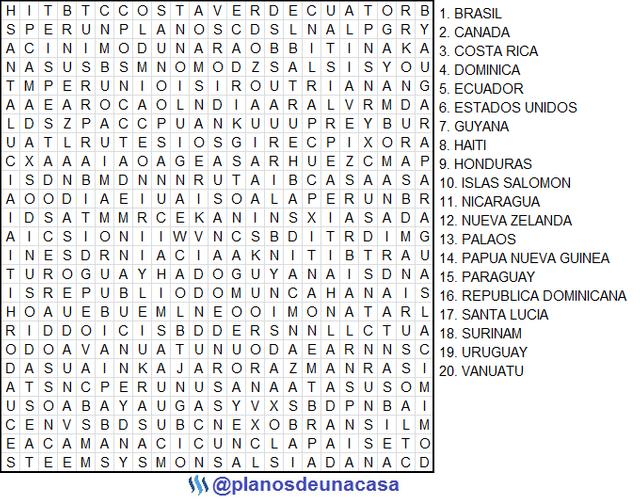 H I T B T C C O S T A V E R D E C U A T O R B
S P E R U N P L A N O S C D S L N A L P G R Y
A C I N I M O D U N A R A O B B I T I N A K A
N A S U S B S M N O M O D Z S A L S I S Y O U
T M P E R U N I O I S I R O U T R I A N A N G
A A E A R O C A O L N D I A A R A L V R M D A
L D S Z P A C C P U A N K U U U P R E Y B U R
U A T L R U T E S I O S G I R E C P I X O R A
C X A A A I A O A G E A S A R H U E Z C M A P
I S D N B M D N N N R U T A I B C A S A A S A
A O O D I A E I U A I S O A L A P E R U N B R
I D S A T M M R C E K A N I N S X I A S A D A
A I C S I O N I I W V N C S B D I T R D I M G
I N E S D R N I A C I A A K N I T I B T R A U
T U R O G U A Y H A D O G U Y A N A I S D N A
I S R E P U B L I O D O M U N C A H A N A I S
H O A U E B U E M L N E O O I M O N A T A R L
R I D D O I C I S B D D E R S N N L L C T U A
O D O A V A N U A T U N U O D A E A R N N S C
D A S U A I N K A J A R O R A Z M A N R A S I
A T S N C P E R U N U S A N A A T A S U S O M
U S O A B A Y A U G A S Y V X S B D P N B A I
C E N V S B D S U B C N E X O B R A N S I L M
E A C A M A N A C I C U N C L A P A I S E T O
S T E E M S Y S M O N S A L S I A D A N A C D
1. BRASIL
2. CANADA
3. COSTA RICA
4. DOMINICA
5. ECUADOR
6. ESTADOS UNIDOS
7. GUYANA
8. HAITI
9. HONDURAS
10. ISLAS SALOMON
11. NICARAGUA
12. NUEVA ZELANDA
13. PALAOS
14. PAPUA NUEVA GUINEA
15. PARAGUAY
16. REPUBLICA DOMINICANA
17. SANTA LUCIA
18. SURINAM
19. URUGUAY
20. VANUATU
@planosdeunacasa